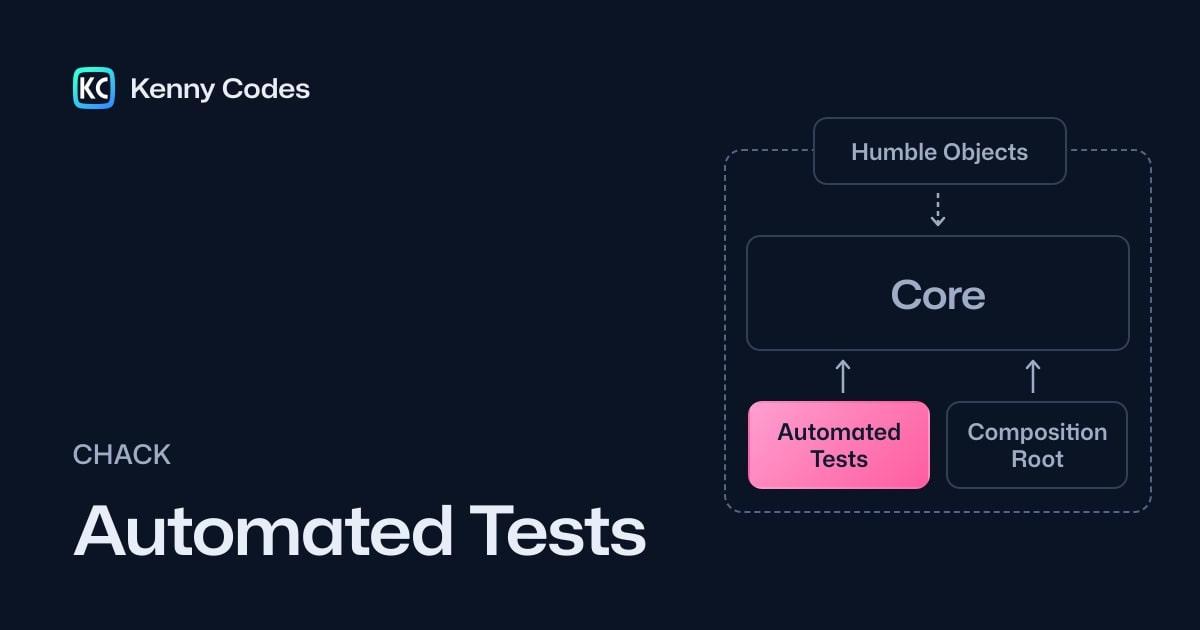 KC
Kenny Codes
CHACK
Automated Tests
Humble Objects
Core
Automated
Tests
Composition
Root